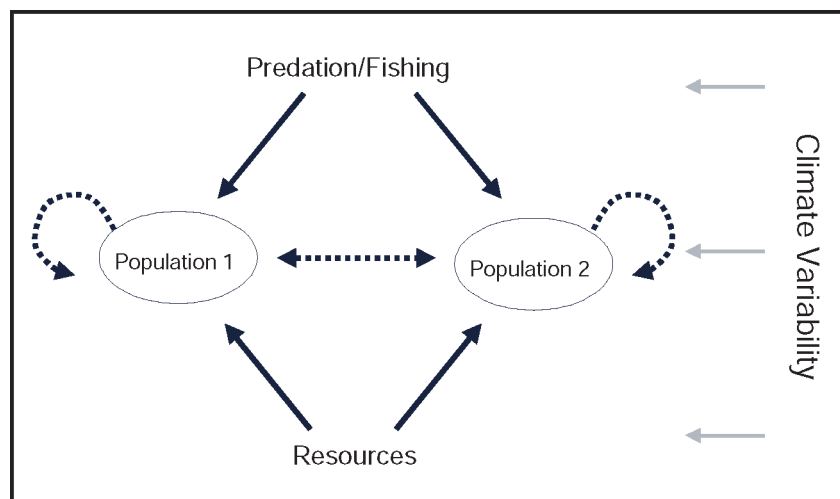 Predation/Fishing
Climate Variability
Population 1
Population 2
Resources